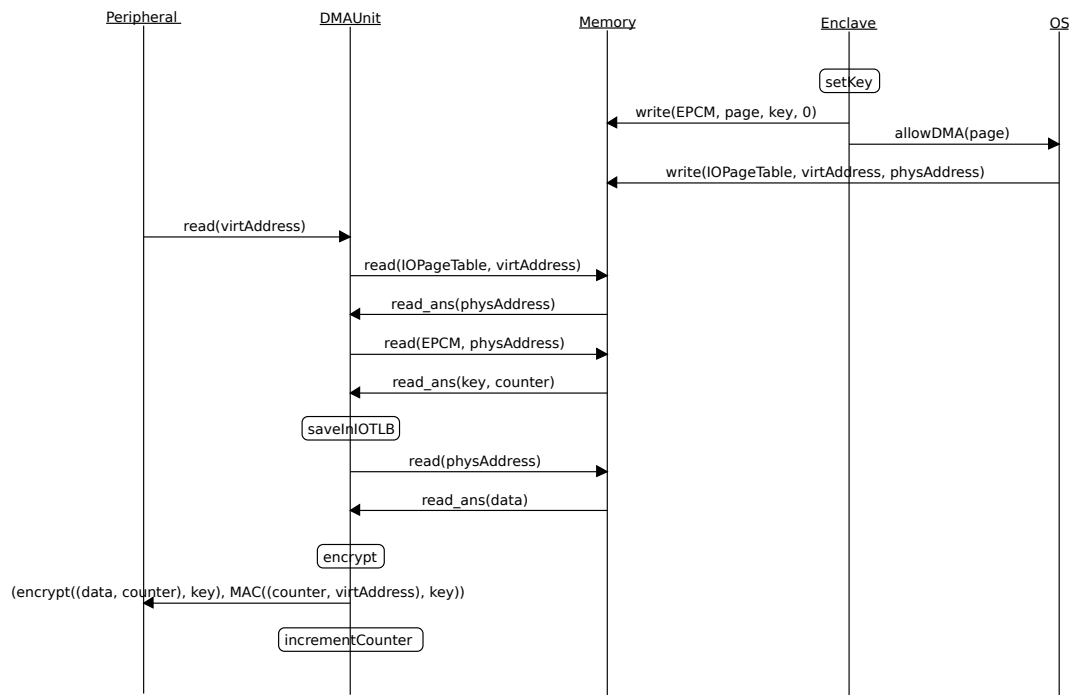 Peripheral
DMAUnit
Memory
Enclave
OS
setKey
write(EPCM, page, key, 0)
allowDMA(page)
write(IOPageTable, virtAddress, physAddress)
read(virtAddress)
read(IOPageTable, virtAddress)
read_ans(physAddress)
read(EPCM, physAddress)
read_ans(key, counter)
saveInIOTLB
read(physAddress)
read_ans(data)
encrypt
(encrypt((data, counter), key), MAC((counter, virtAddress), key))
incrementCounter